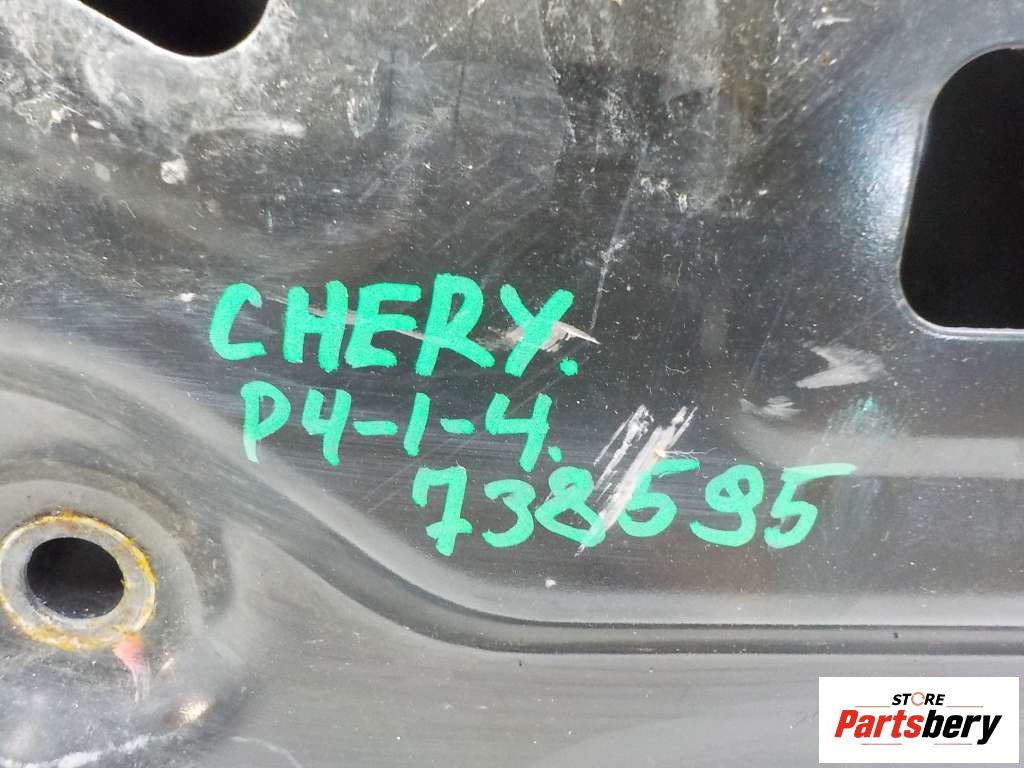 CHERY.
P4-1-4.
738595
STORE
Partsbery